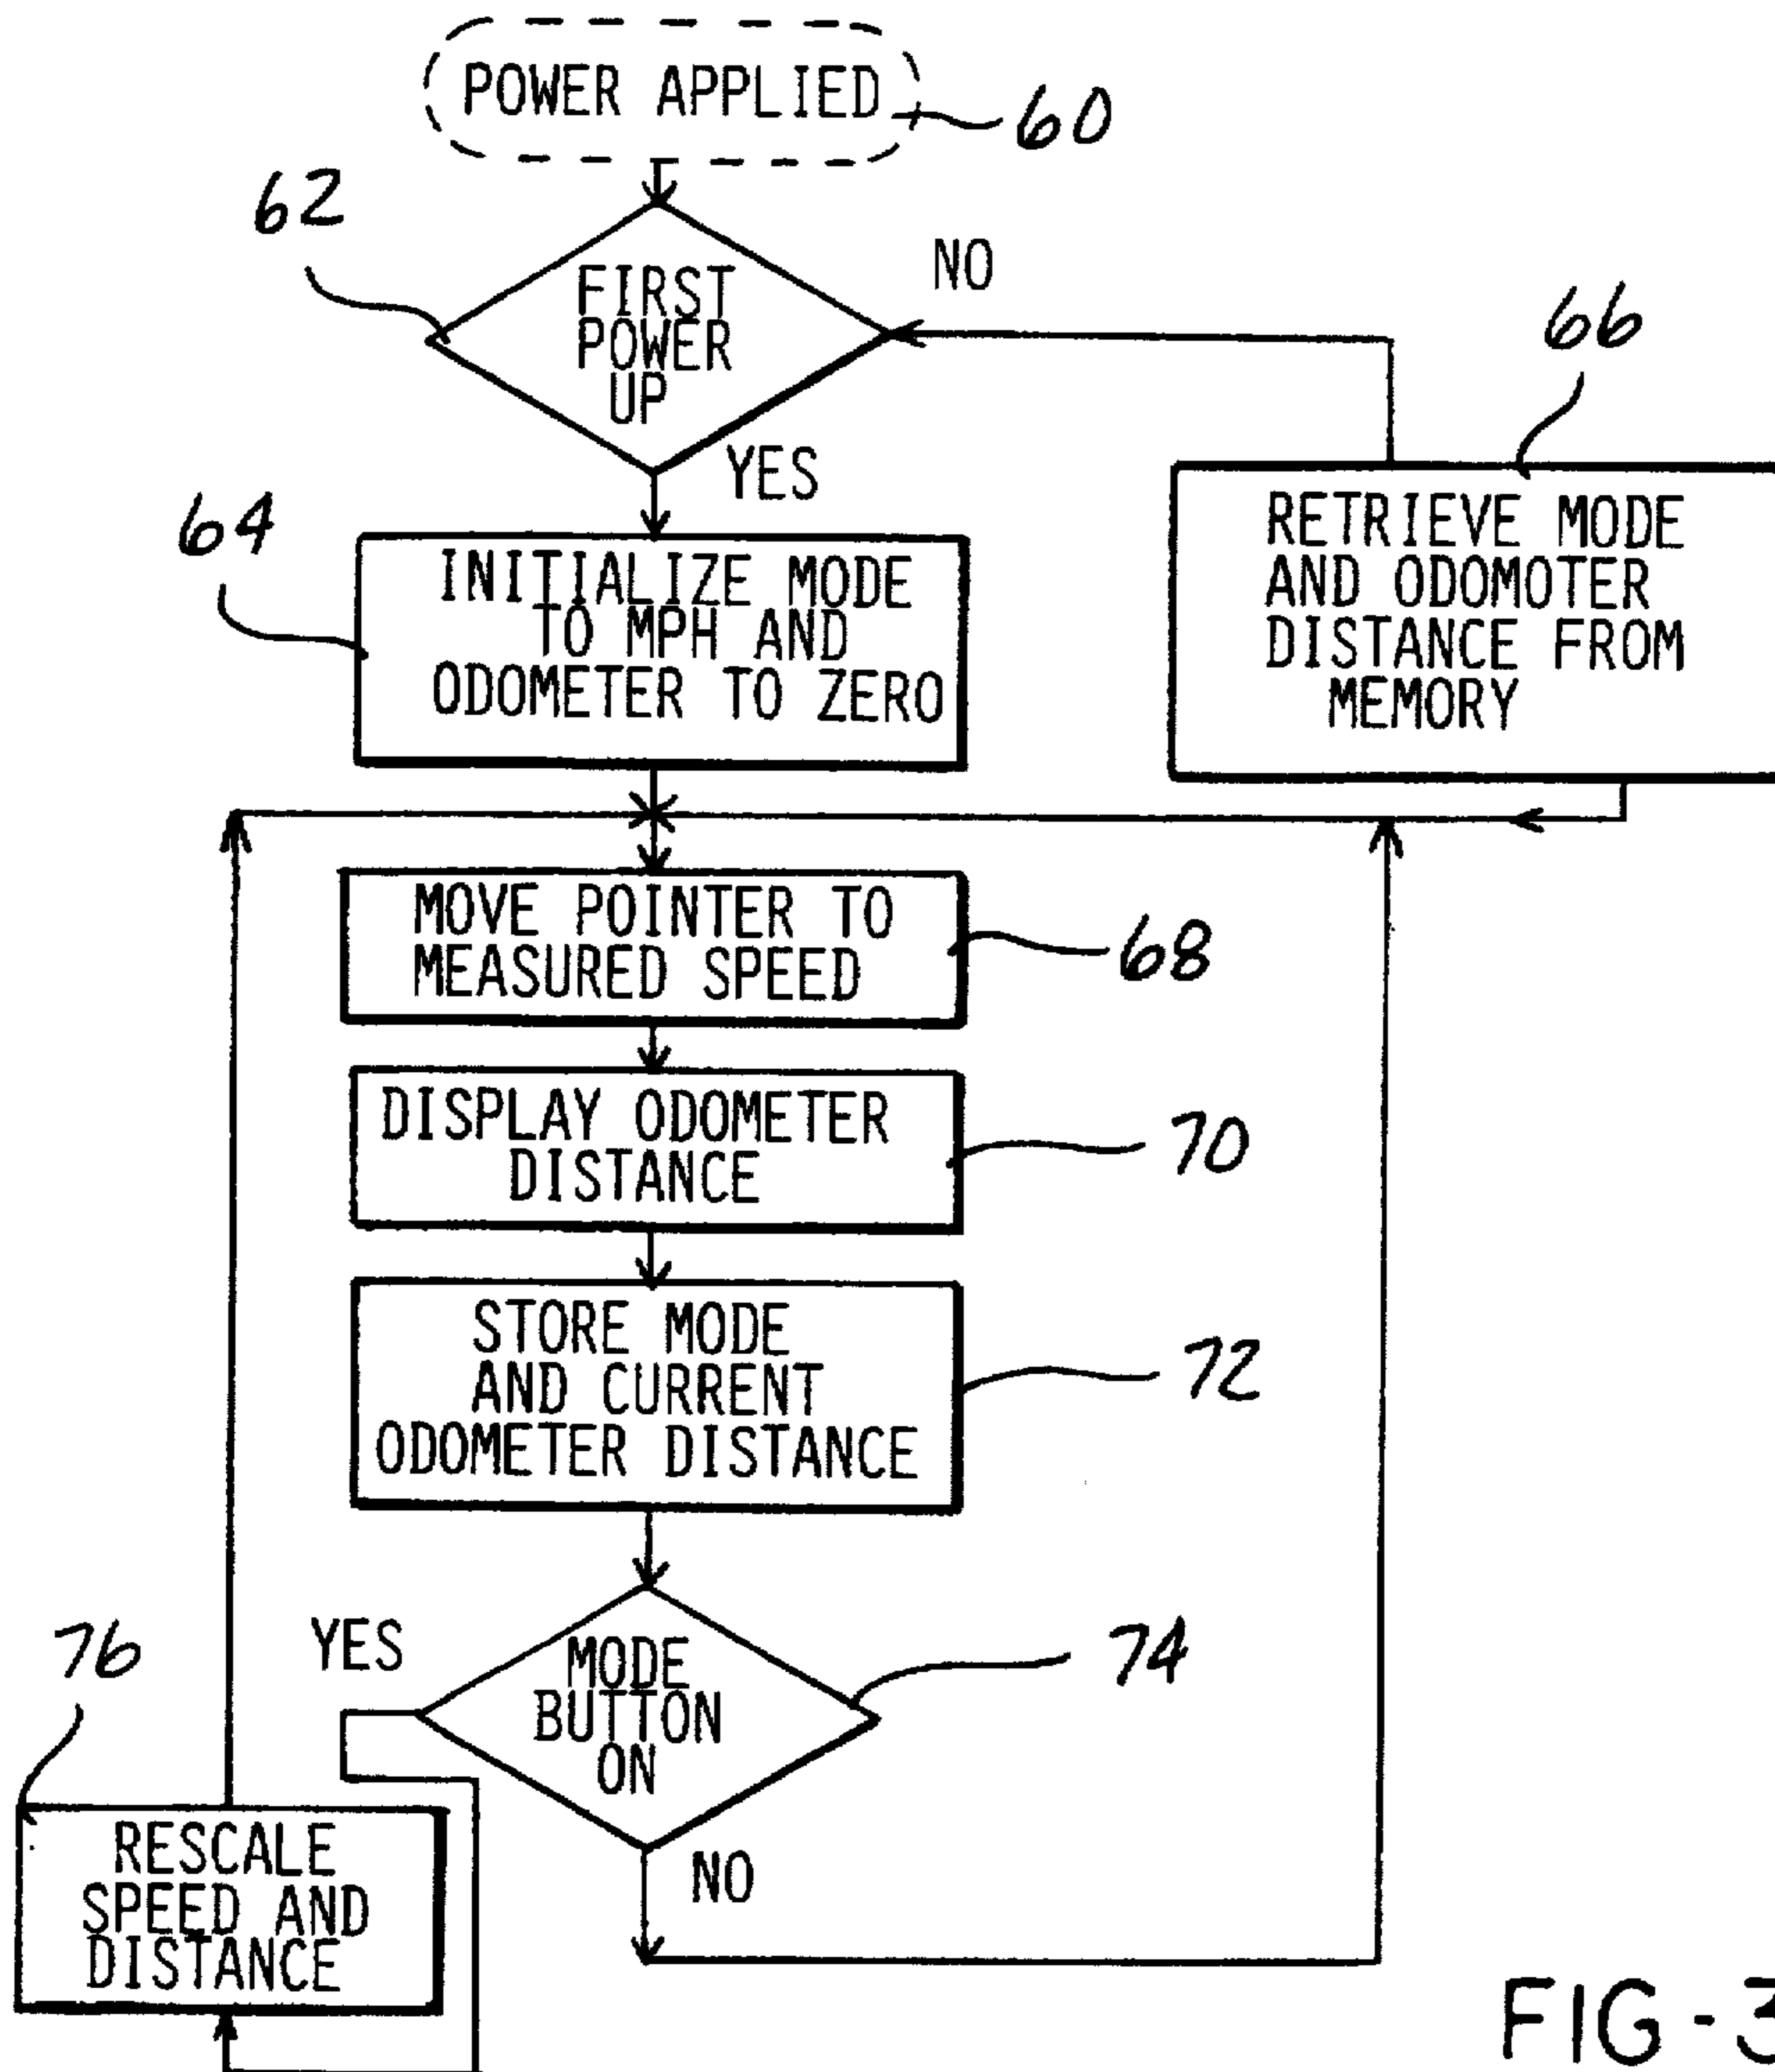 POWER APPLIED
60
62
FIRST
POWER
UP
NO
YES
66
RETRIEVE MODE
AND ODOMOTER
DISTANCE FROM
MEMORY
64
INITIALIZE MODE
TO MPH AND
ODOMETER TO ZERO
MOVE POINTER TO
MEASURED SPEED
68
DISPLAY ODOMETER
DISTANCE
70
STORE MODE
AND CURRENT
ODOMETER DISTANCE
72
YES
MODE
BUTTON
ON
74
NO
76
RESCALE
SPEED AND
DISTANCE
FIG-3